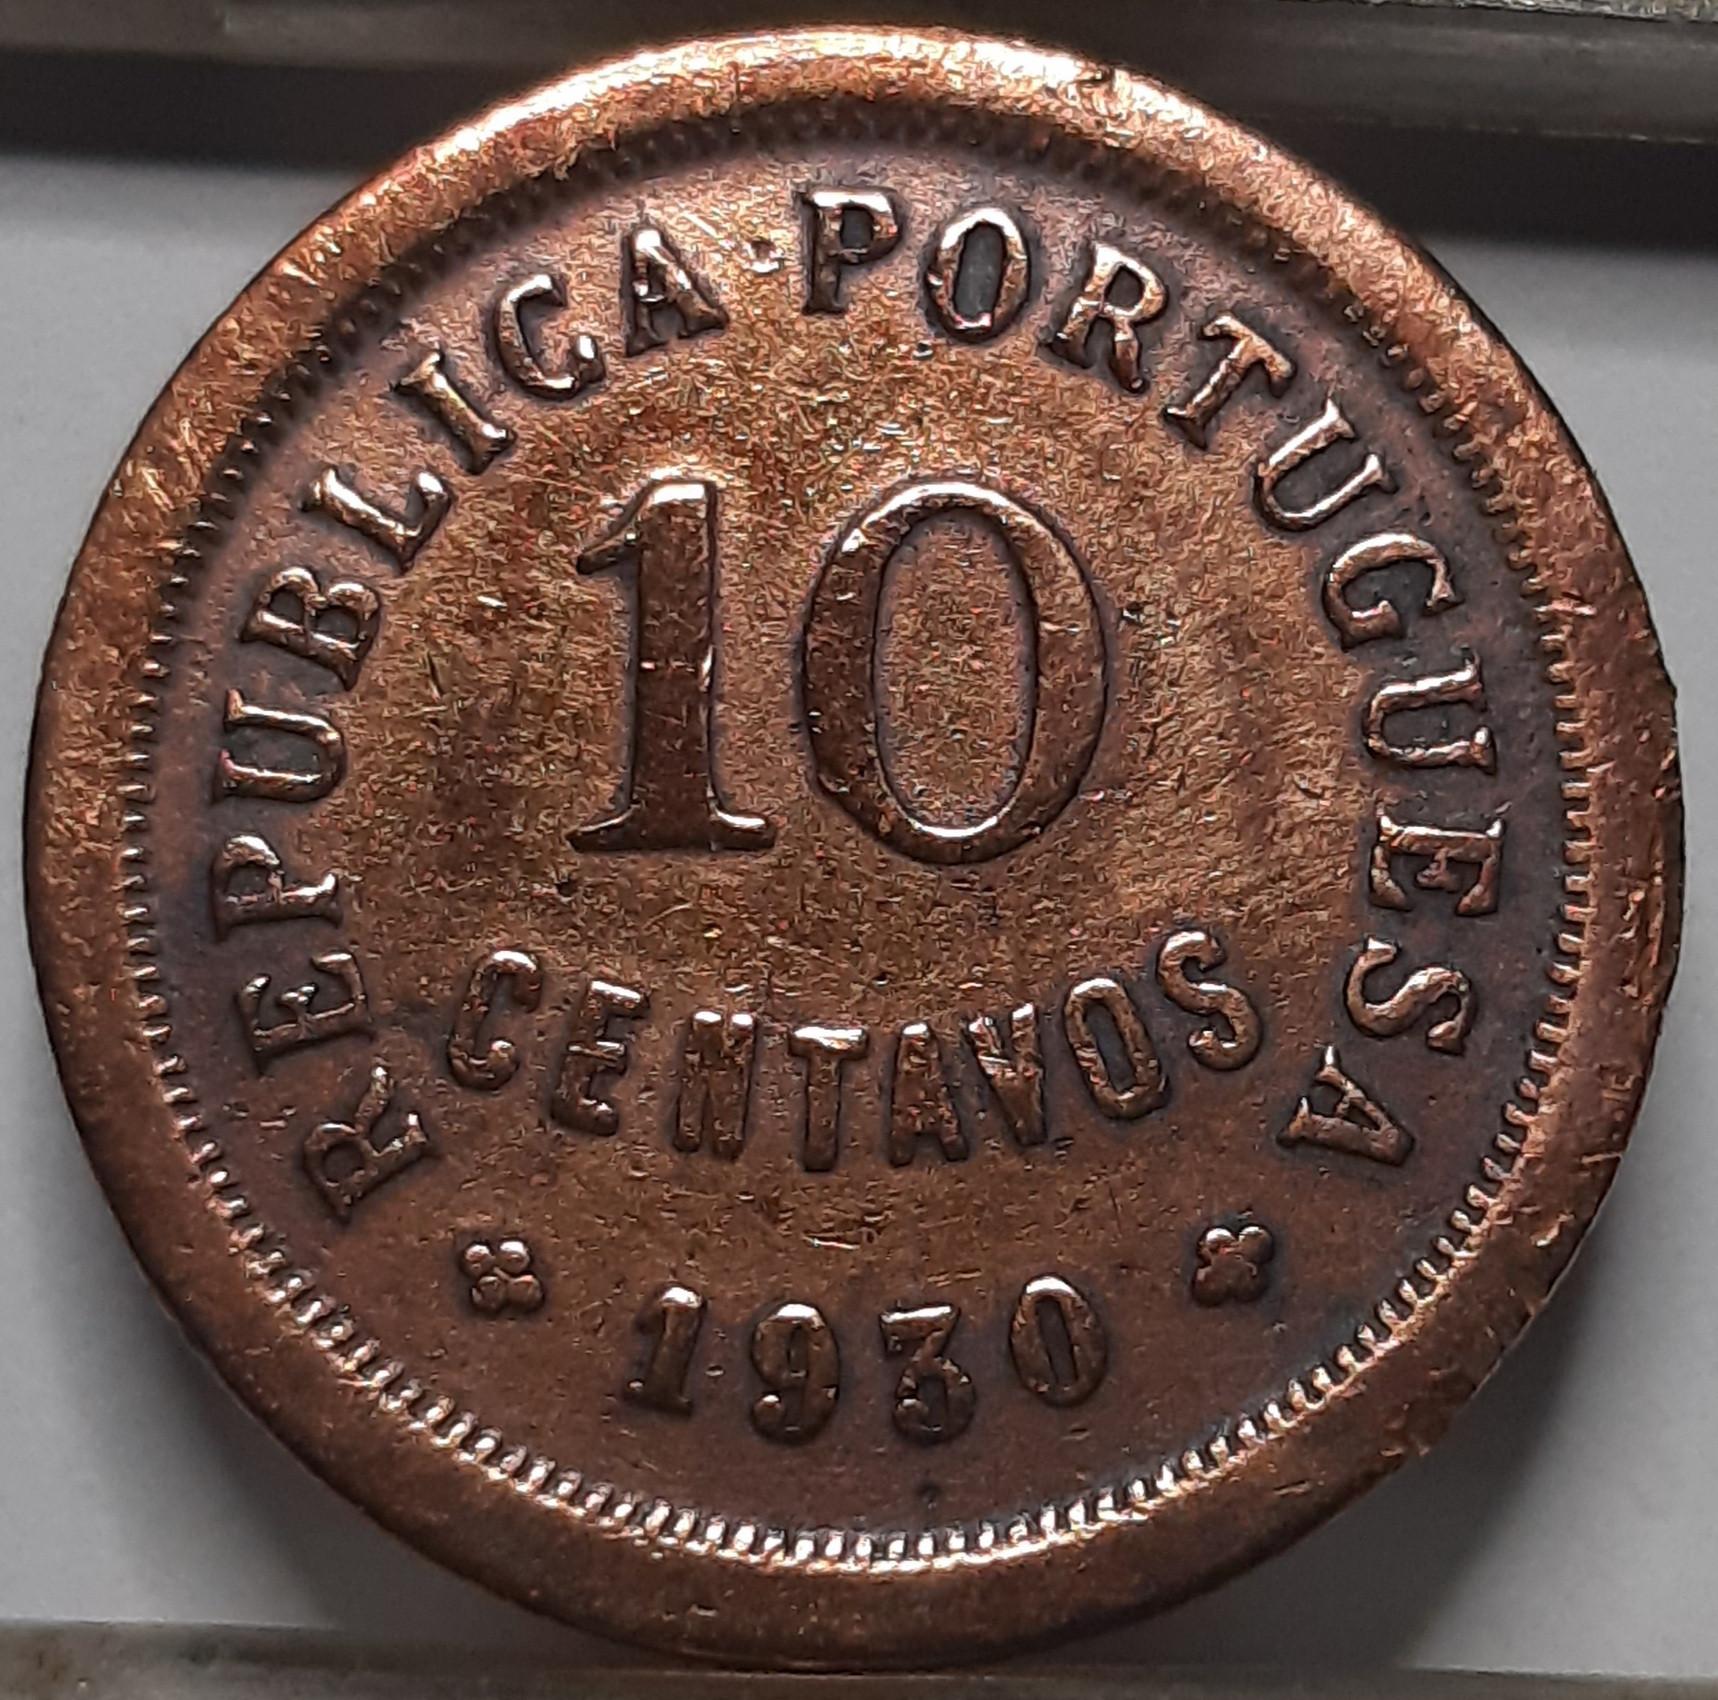 REPUBLICA·PORTUGUESA
10
CENTAVOS
1930